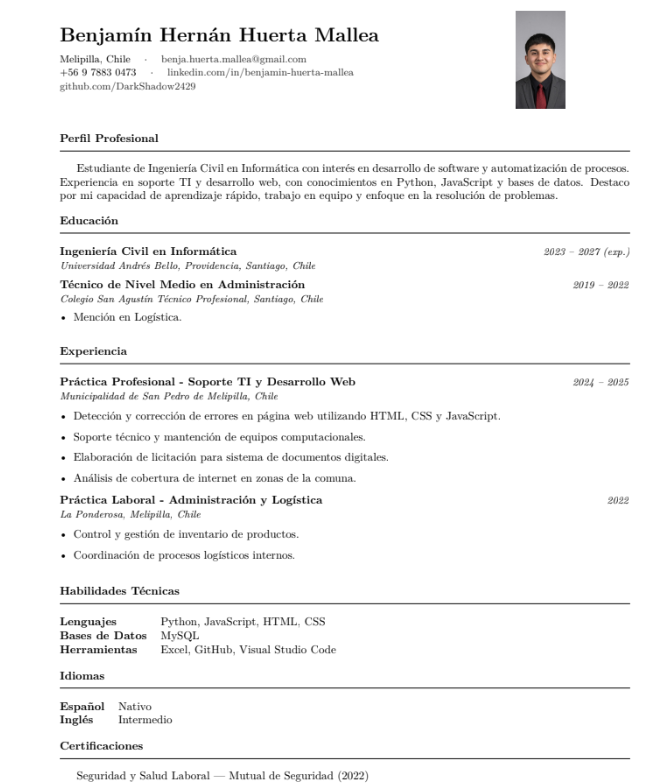 Benjamín Hernán Huerta Mallea
Melipilla, Chile · benja.huerta.mallea@gmail.com
+56 9 7883 0473 · linkedin.com/in/benjamin-huerta-mallea
github.com/DarkShadow2429
Perfil Profesional
Estudiante de Ingeniería Civil en Informática con interés en desarrollo de software y automatización de procesos.
Experiencia en soporte TI y desarrollo web, con conocimientos en Python, JavaScript y bases de datos. Destaco
por mi capacidad de aprendizaje rápido, trabajo en equipo y enfoque en la resolución de problemas.
Educación
Ingeniería Civil en Informática 2023 – 2027 (exp.)
Universidad Andrés Bello, Providencia, Santiago, Chile
Técnico de Nivel Medio en Administración 2019 – 2022
Colegio San Agustín Técnico Profesional, Santiago, Chile
• Mención en Logística.
Experiencia
Práctica Profesional - Soporte TI y Desarrollo Web 2024 – 2025
Municipalidad de San Pedro de Melipilla, Chile
• Detección y corrección de errores en página web utilizando HTML, CSS y JavaScript.
• Soporte técnico y mantención de equipos computacionales.
• Elaboración de licitación para sistema de documentos digitales.
• Análisis de cobertura de internet en zonas de la comuna.
Práctica Laboral - Administración y Logística 2022
La Ponderosa, Melipilla, Chile
• Control y gestión de inventario de productos.
• Coordinación de procesos logísticos internos.
Habilidades Técnicas
Lenguajes Python, JavaScript, HTML, CSS
Bases de Datos MySQL
Herramientas Excel, GitHub, Visual Studio Code
Idiomas
Español Nativo
Inglés Intermedio
Certificaciones
Seguridad y Salud Laboral — Mutual de Seguridad (2022)